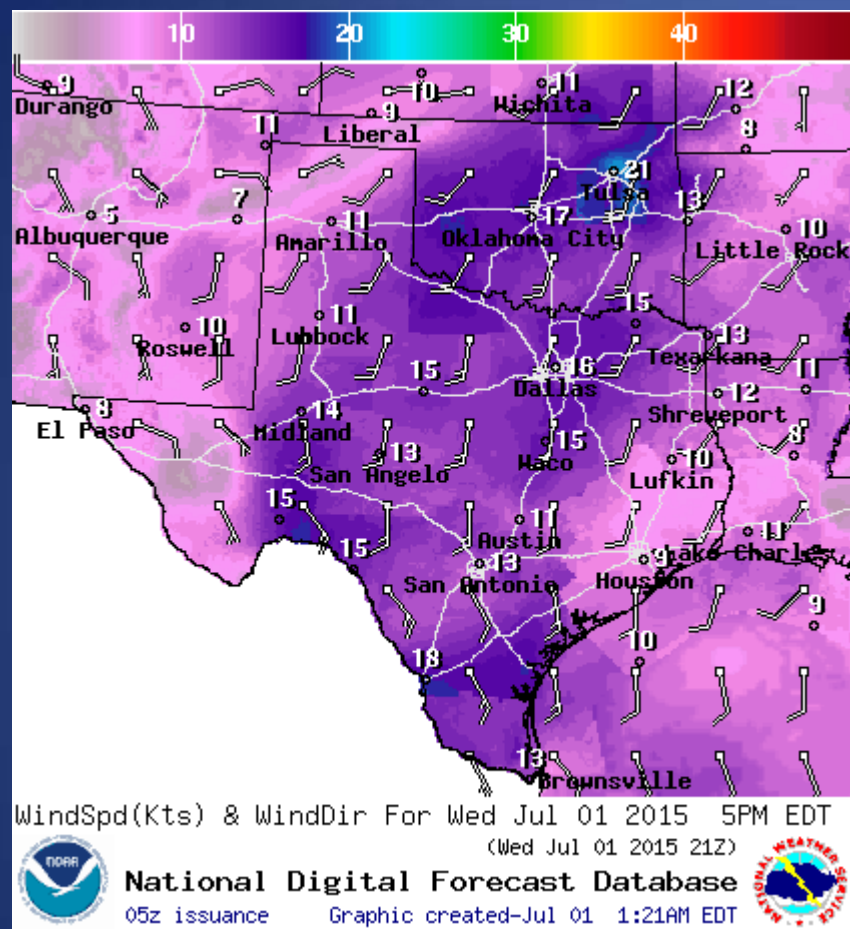 10 20 30 40
9 10 11 12
Durango Wichita
9
Liberal
11 8
21
Tulsa
5 7 11 17 13 10
Albuquerque Amarillo Oklahoma City Little Rock
10 11 15 13
Roswell Lubbock Texarkana
15 16 11
Dallas
8 14 12
El Paso Midland Shreveport
13 15 10 8
San Angelo Waco Lufkin
15 11 11
Austin Lake Charles
15 13 9
San Antonio Houston
9
10
18
13
Brownsville
WindSpd(Kts) & WindDir For Wed Jul 01 2015 5PM EDT
(Wed Jul 01 2015 21Z)
National Digital Forecast Database
05z issuance Graphic created-Jul 01 1:21AM EDT
NOAA
NATIONAL WEATHER SERVICE